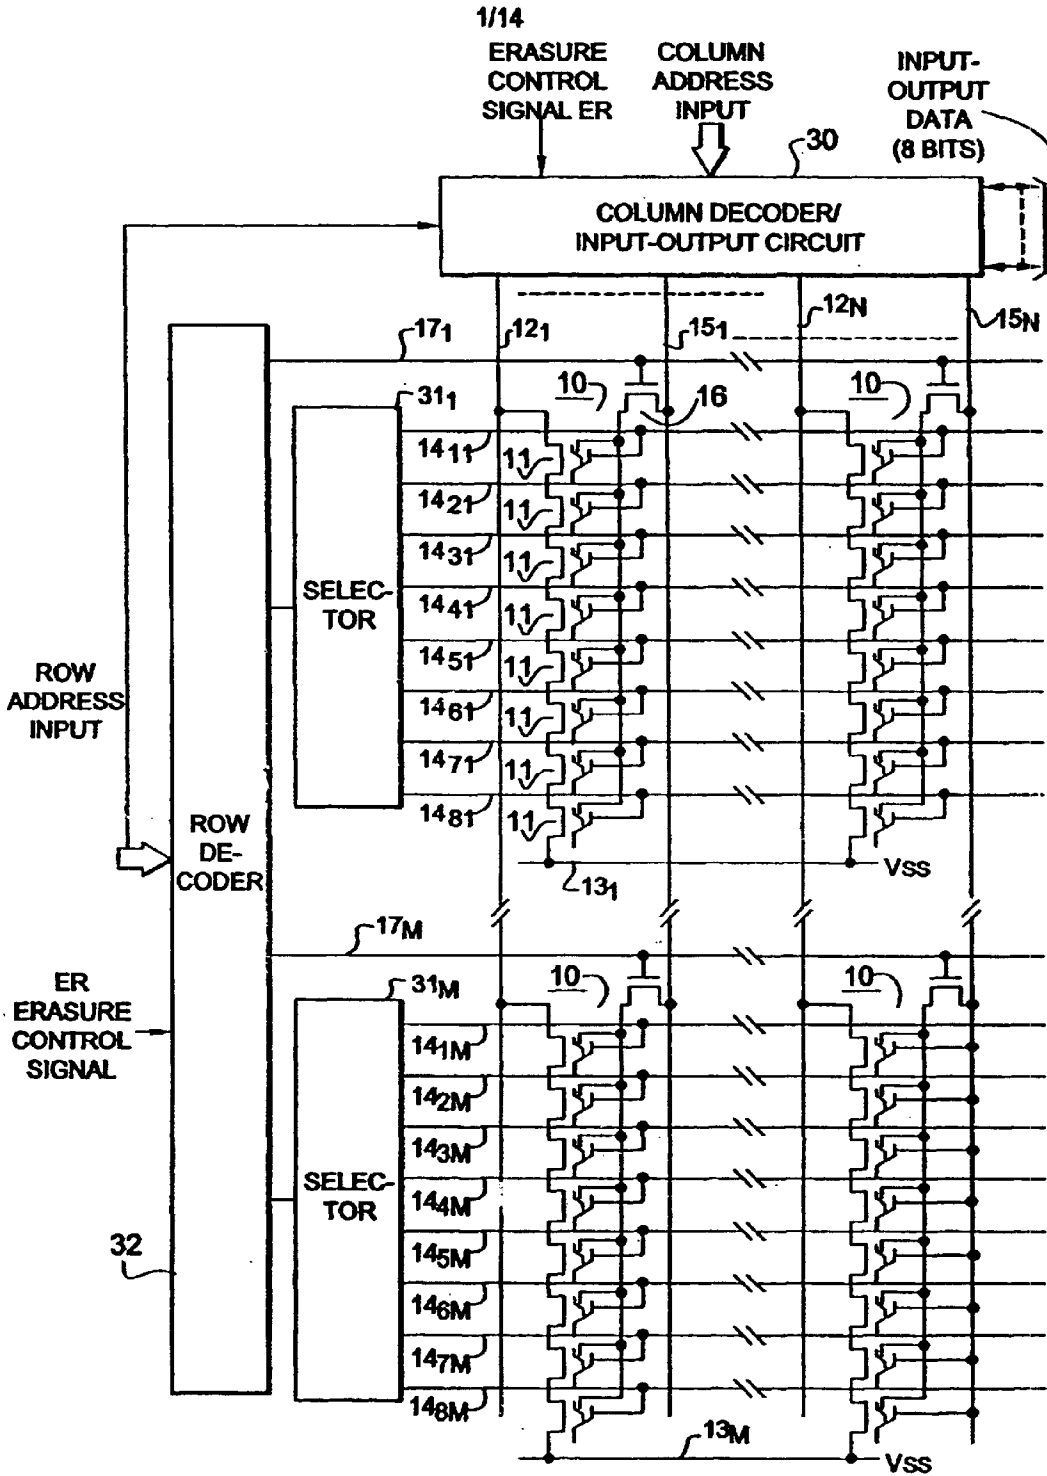 1/14
ERASURE
CONTROL
SIGNAL ER
COLUMN
ADDRESS
INPUT
INPUT-
OUTPUT
DATA
(8 BITS)
30
COLUMN DECODER/
INPUT-OUTPUT CIRCUIT
12N
15N
17₁
12₁
15₁
31₁
10
16
10
14₁₁
11
14₂₁
11
14₃₁
11
SELEC-
TOR
14₄₁
11
14₅₁
11
14₆₁
11
14₇₁
11
14₈₁
11
ROW
ADDRESS
INPUT
ROW
DE-
CODER
13₁
VSS
17M
31M
10
10
ER
ERASURE
CONTROL
SIGNAL
14₁M
14₂M
14₃M
SELEC-
TOR
14₄M
14₅M
14₆M
14₇M
14₈M
32
13M
VSS